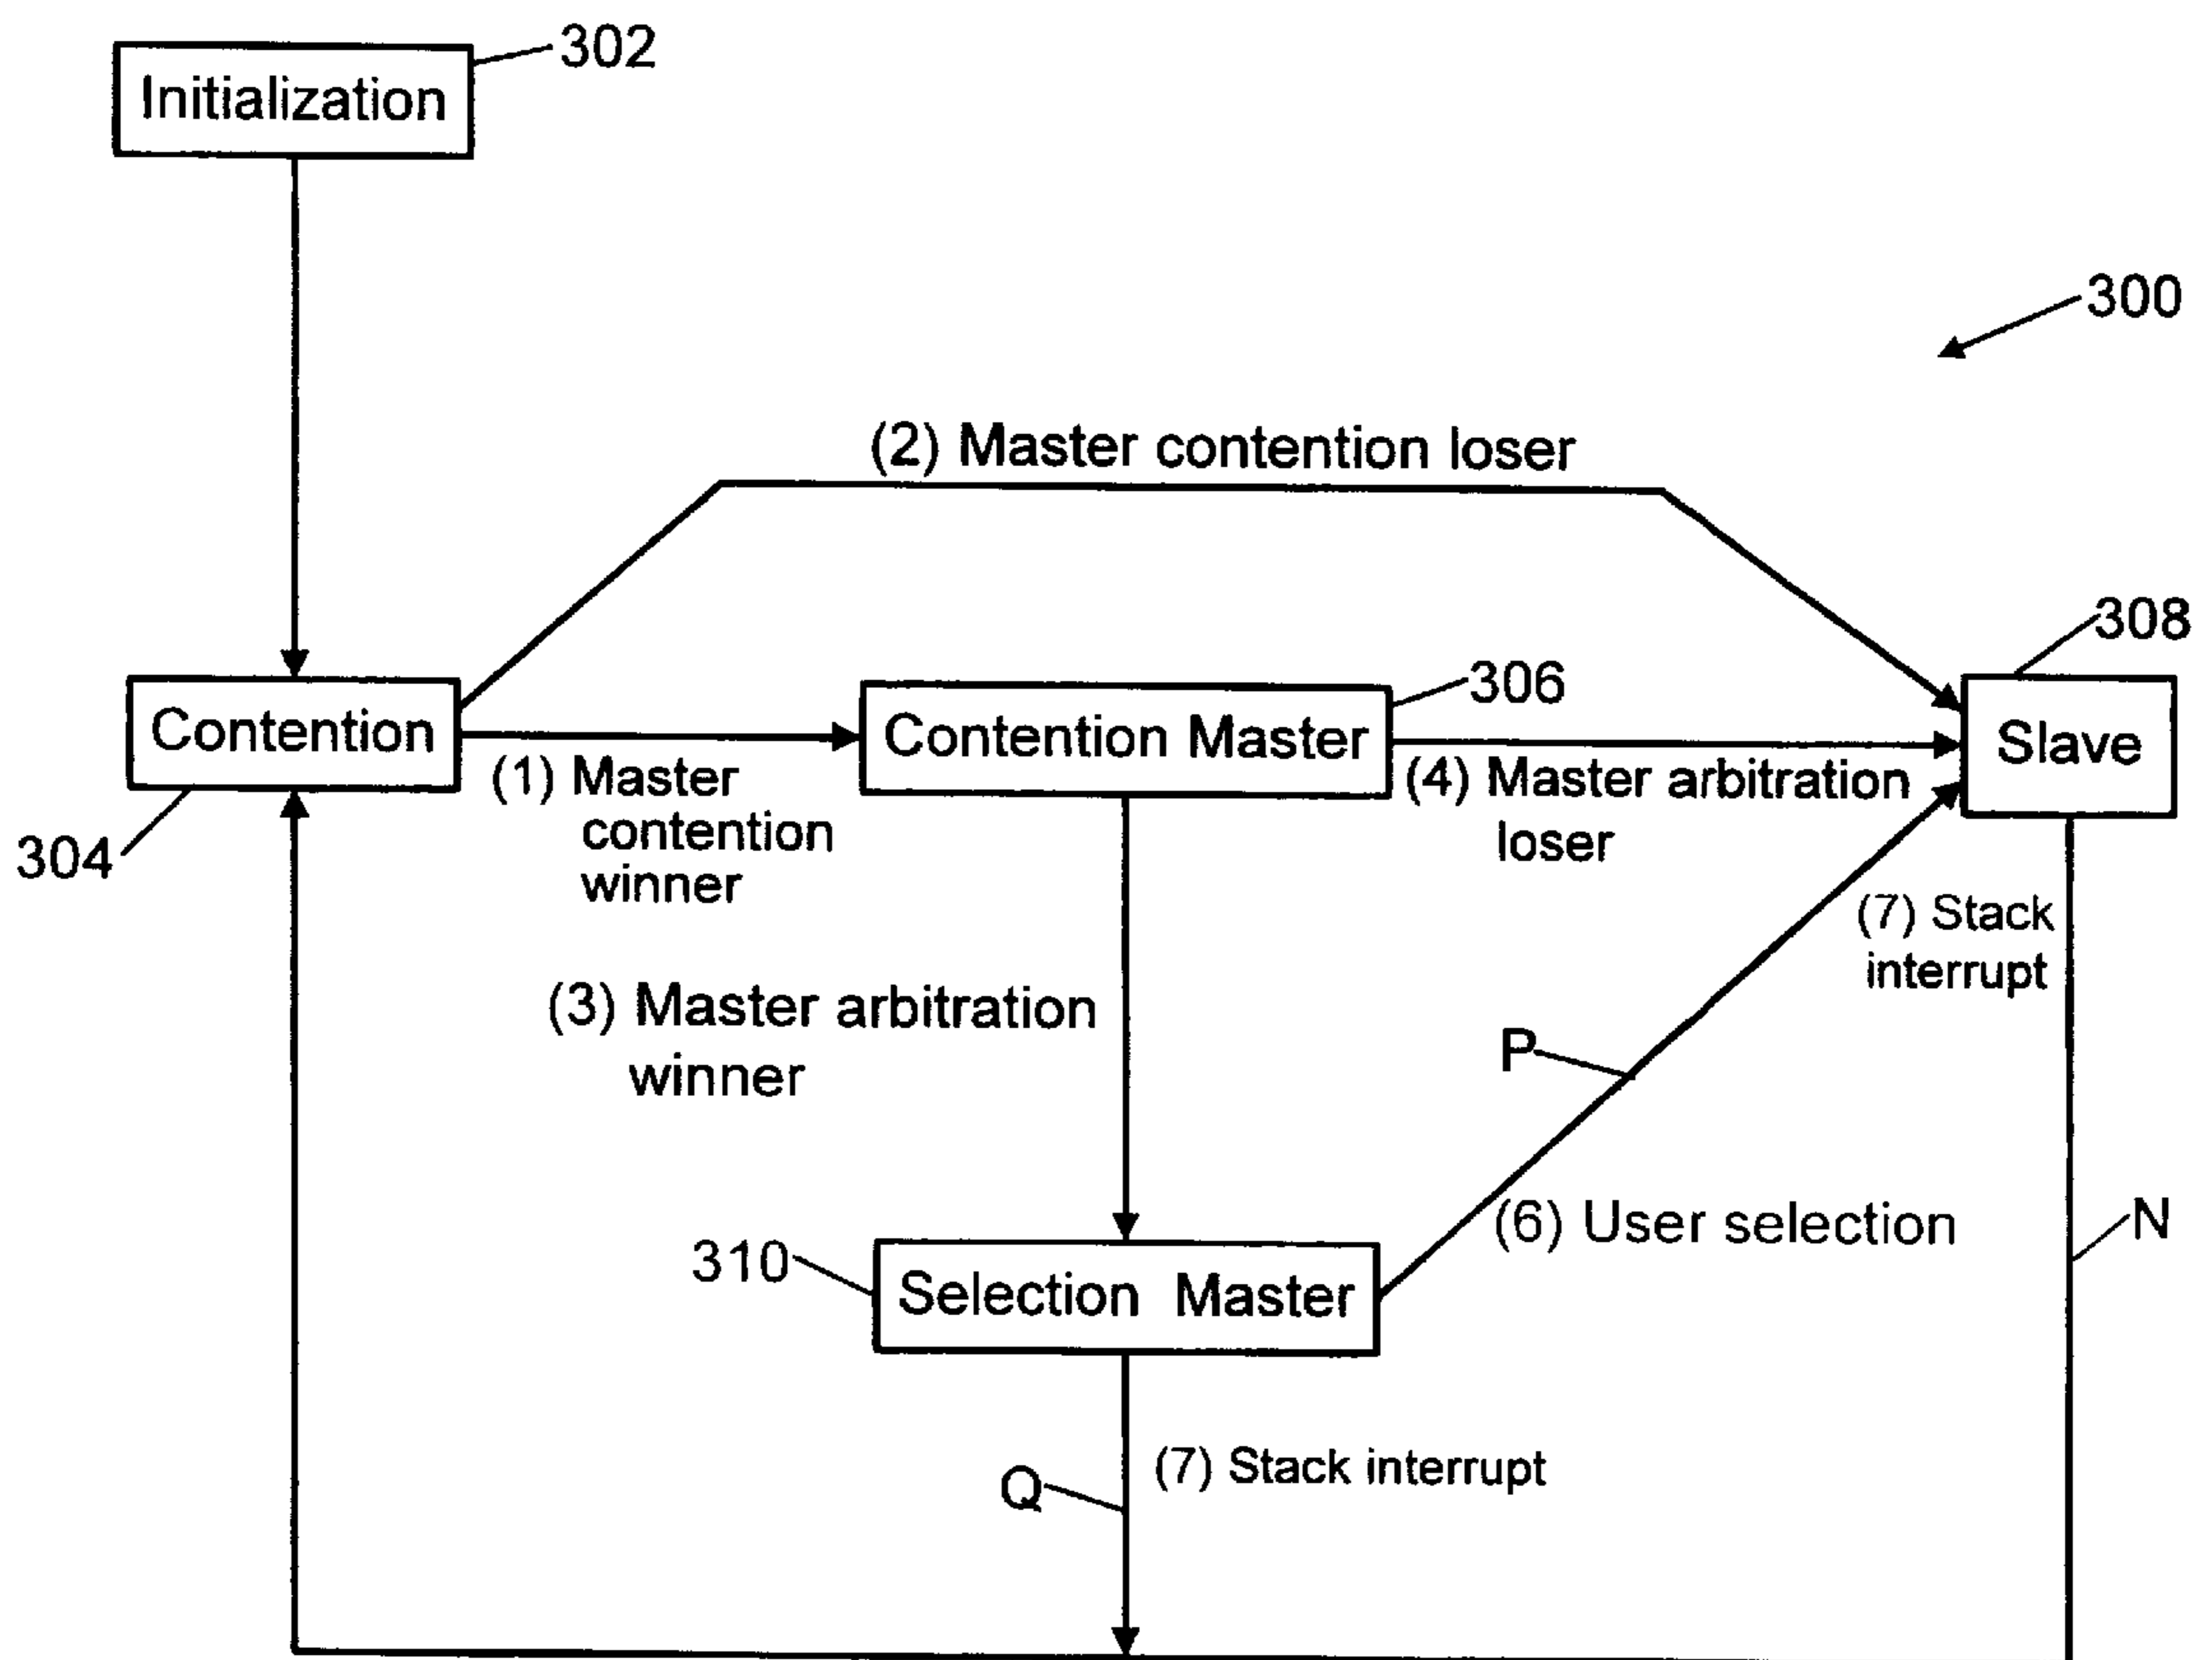 302
Initialization
300
(2) Master contention loser
308
306
Contention
Contention Master
Slave
(1) Master
contention
winner
(4) Master arbitration
loser
304
(7) Stack
interrupt
(3) Master arbitration
winner
P
(6) User selection
N
310
Selection Master
(7) Stack interrupt
Q